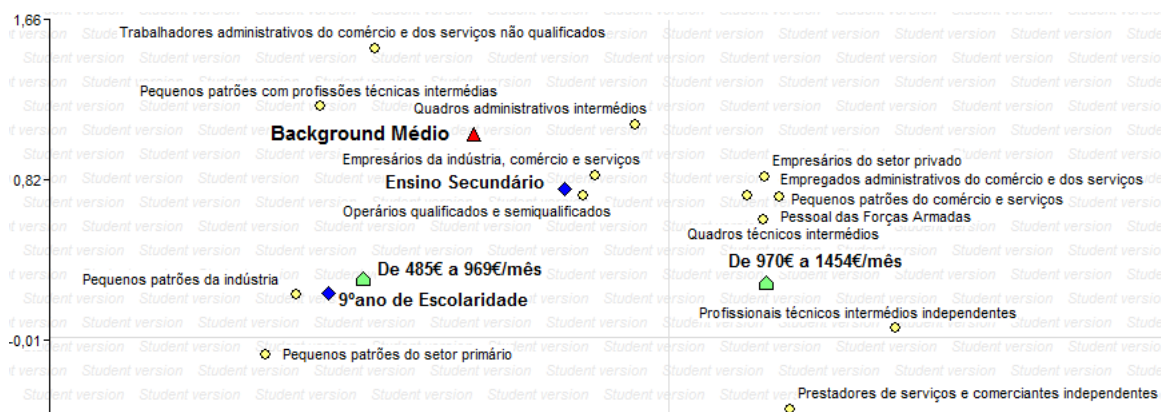 1,66
Trabalhadores administrativos do comércio e dos serviços não qualificados
Pequenos patrões com profissões técnicas intermédias
Quadros administrativos intermédios
Background Médio
Empresários da indústria, comércio e serviços
Empresários do setor privado
0,82
Ensino Secundário
Empregados administrativos do comércio e dos serviços
Pequenos patrões do comércio e serviços
Operários qualificados e semiqualificados
Pessoal das Forças Armadas
Quadros técnicos intermédios
De 485€ a 969€/mês
De 970€ a 1454€/mês
Pequenos patrões da indústria
9ºano de Escolaridade
Profissionais técnicos intermédios independentes
-0,01
Pequenos patrões do setor primário
Prestadores de serviços e comerciantes independentes
Student version